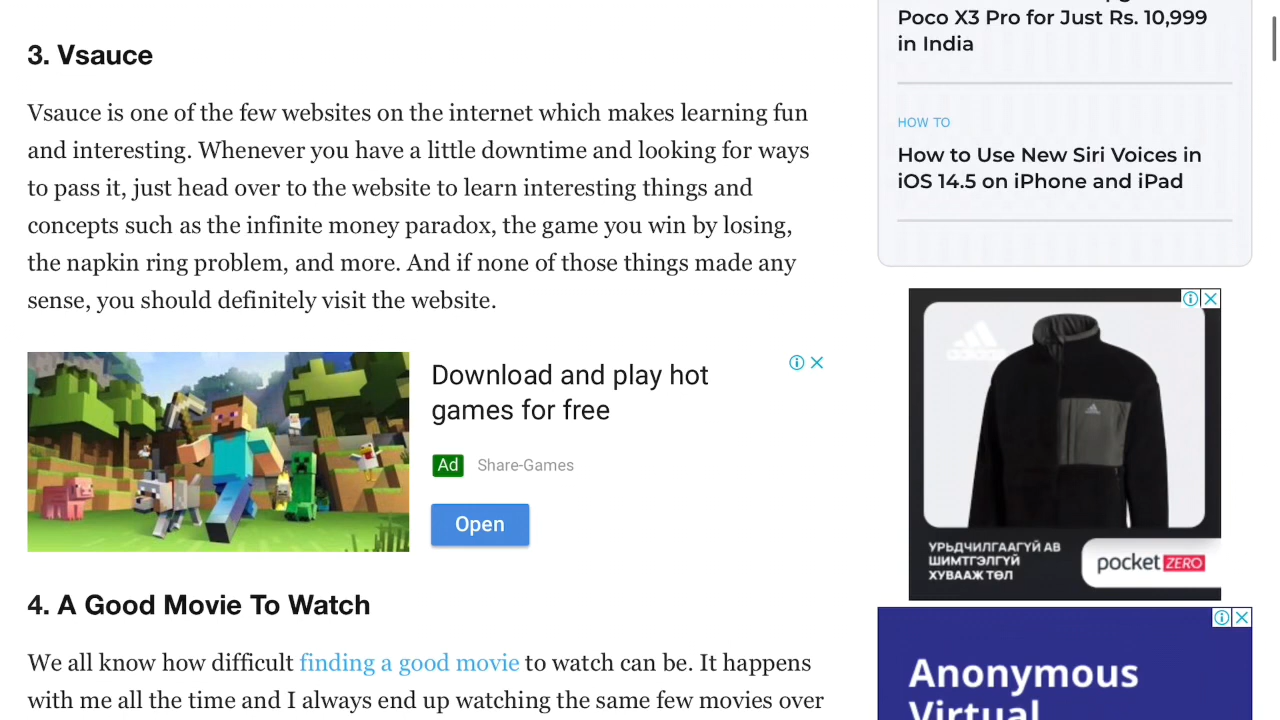 3. Vsauce
Vsauce is one of the few websites on the internet which makes learning fun
and interesting. Whenever you have a little downtime and looking for ways
to pass it, just head over to the website to learn interesting things and
concepts such as the infinite money paradox, the game you win by losing,
the napkin ring problem, and more. And if none of those things made any
sense, you should definitely visit the website.
Download and play hot
games for free
Ad Share-Games
Open
4. A Good Movie To Watch
We all know how difficult finding a good movie to watch can be. It happens
with me all the time and I always end up watching the same few movies over
Poco X3 Pro for Just Rs. 10,999
in India
HOW TO
How to Use New Siri Voices in
iOS 14.5 on iPhone and iPad
adidas
УРЬДЧИЛГААГҮЙ АВ
ШИМТГЭЛГҮЙ
ХУВААЖ ТӨЛ
pocket ZERO
Anonymous
Virtual